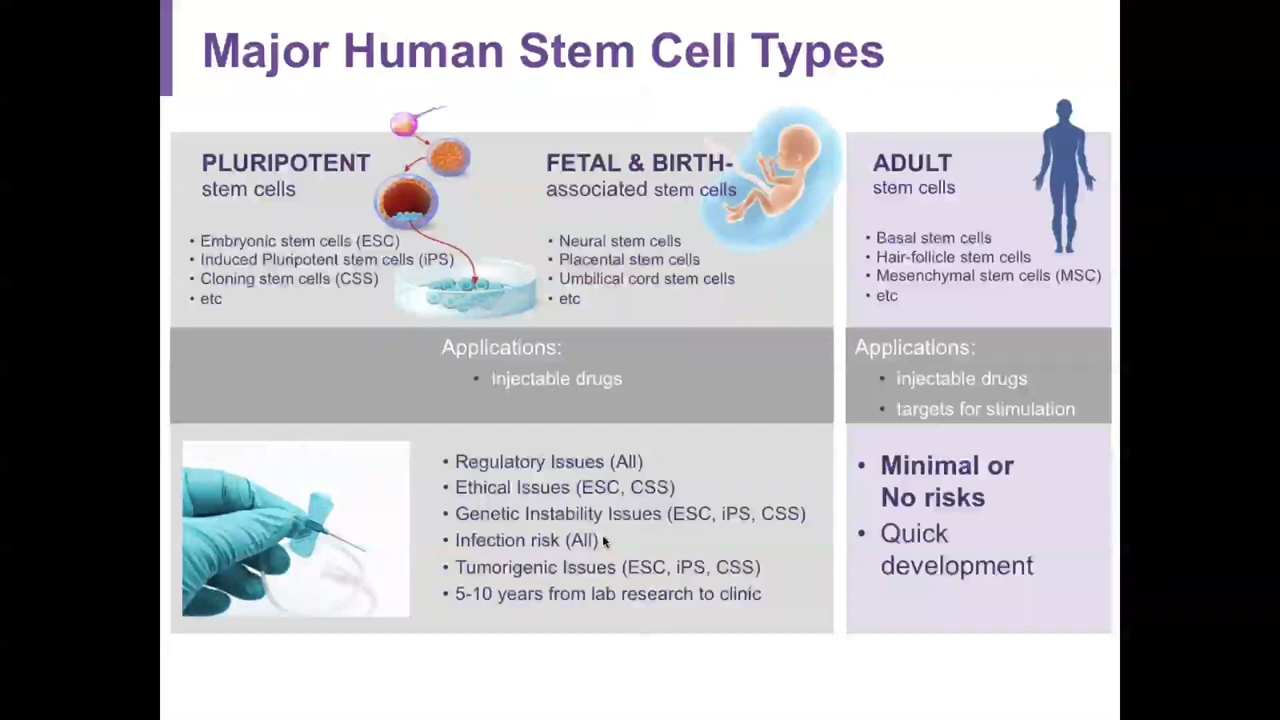 Major Human Stem Cell Types
PLURIPOTENT
stem cells
• Embryonic stem cells (ESC)
• Induced Pluripotent stem cells (iPS)
• Cloning stem cells (CSS)
• etc
FETAL & BIRTH-
associated stem cells
• Neural stem cells
• Placental stem cells
• Umbilical cord stem cells
• etc
ADULT
stem cells
• Basal stem cells
• Hair-follicle stem cells
• Mesenchymal stem cells (MSC)
• etc
Applications:
• injectable drugs
Applications:
• injectable drugs
• targets for stimulation
• Regulatory Issues (All)
• Ethical Issues (ESC, CSS)
• Genetic Instability Issues (ESC, iPS, CSS)
• Infection risk (All)
• Tumorigenic Issues (ESC, iPS, CSS)
• 5-10 years from lab research to clinic
• Minimal or
No risks
• Quick
development